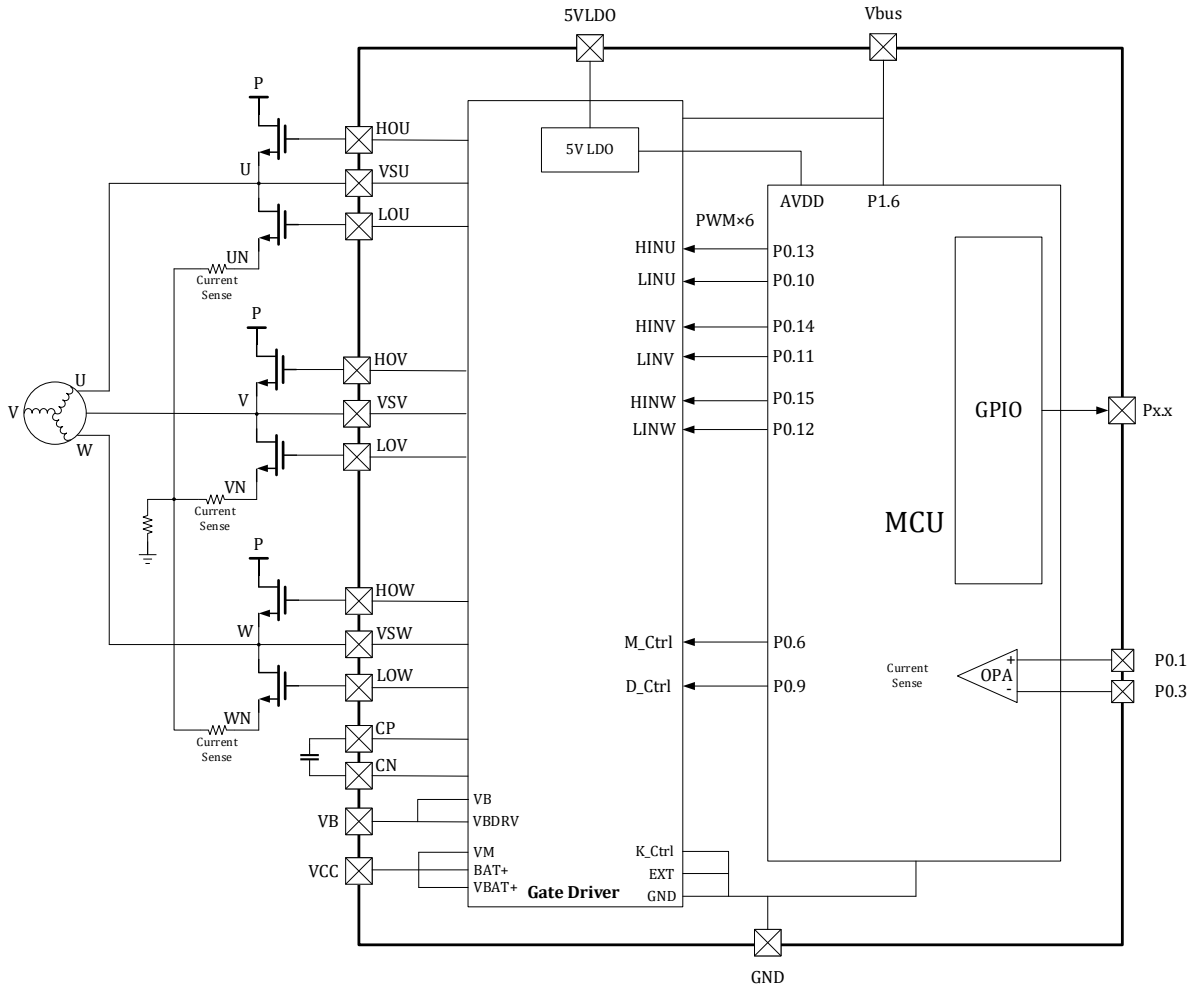 5VLDO
Vbus
P
HOU
5V LDO
U
VSU
AVDD
P1.6
LOU
PWM×6
UN
HINU
P0.13
Current
Sense
LINU
P0.10
P
HINV
P0.14
HOV
LINV
P0.11
U
V
V
VSV
HINW
P0.15
GPIO
Px.x
W
LINW
P0.12
LOV
VN
Current
Sense
MCU
P
HOW
W
VSW
M_Ctrl
P0.6
P0.1
LOW
D_Ctrl
P0.9
Current
Sense
+
OPA
-
P0.3
WN
Current
Sense
CP
CN
VB
VB
VBDRV
VM
K_Ctrl
VCC
BAT+
EXT
VBAT+
Gate Driver
GND
GND